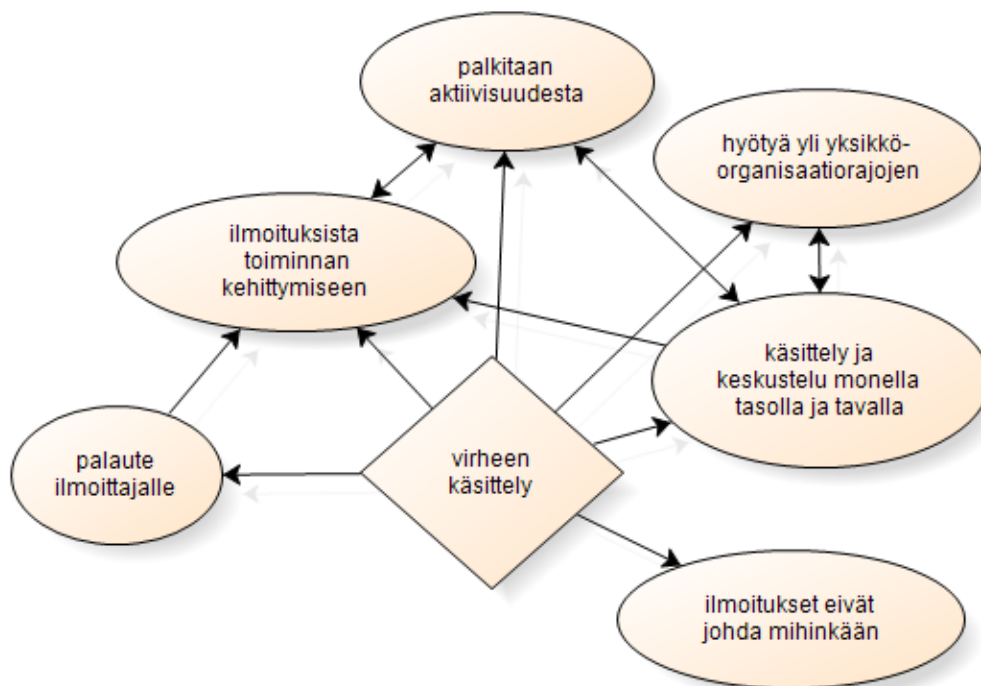 palkitaan
aktiivisuudesta
hyötyä yli yksikkö-
organisaatiorajojen
ilmoituksista
toiminnan
kehittymiseen
käsittely ja
keskustelu monella
tasolla ja tavalla
palaute
ilmoittajalle
virheen
käsittely
ilmoitukset eivät
johda mihinkään